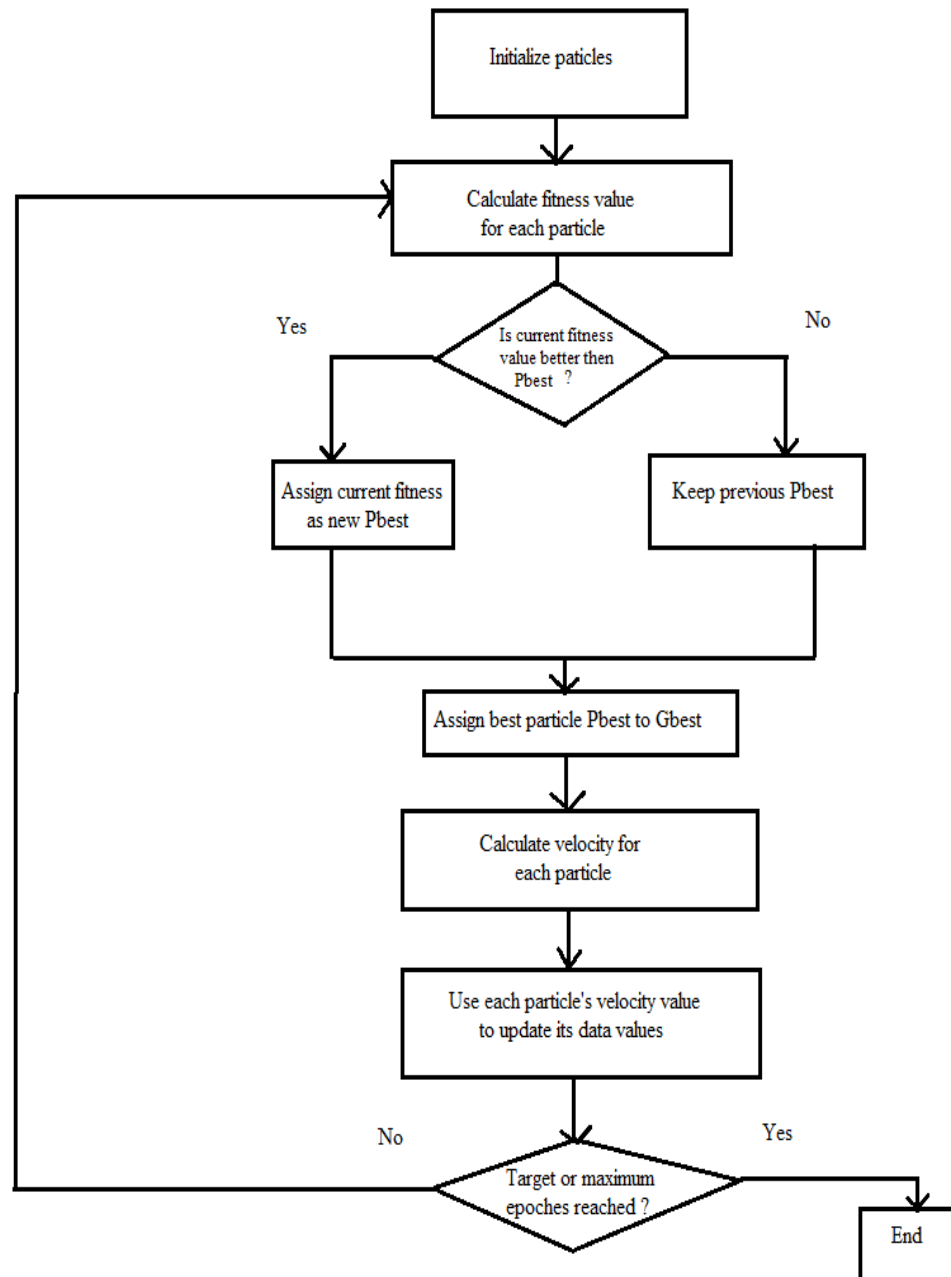 Initialize paticles
Calculate fitness value
for each particle
Yes
No
Is current fitness
value better then
Pbest ?
Assign current fitness
as new Pbest
Keep previous Pbest
Assign best particle Pbest to Gbest
Calculate velocity for
each particle
Use each particle's velocity value
to update its data values
No
Yes
Target or maximum
epoches reached ?
End